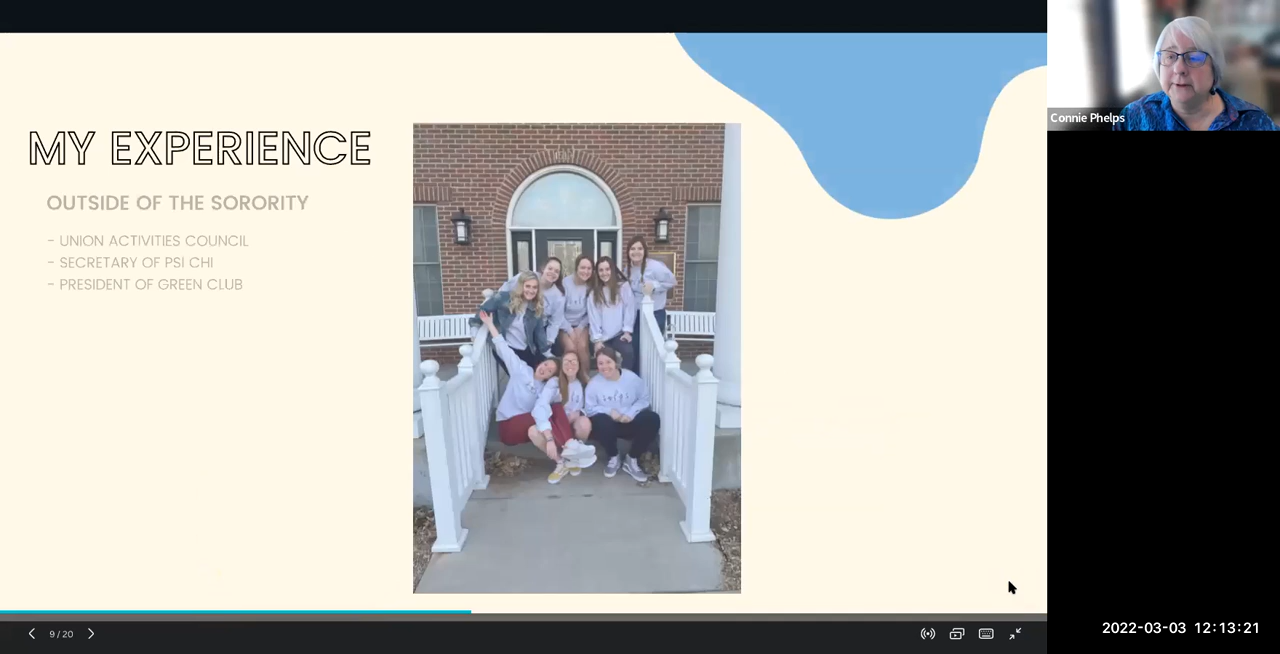 MY EXPERIENCE
OUTSIDE OF THE SORORITY
- UNION ACTIVITIES COUNCIL
- SECRETARY OF PSI CHI
- PRESIDENT OF GREEN CLUB
Connie Phelps
9 / 20
2022-03-03 12:13:21